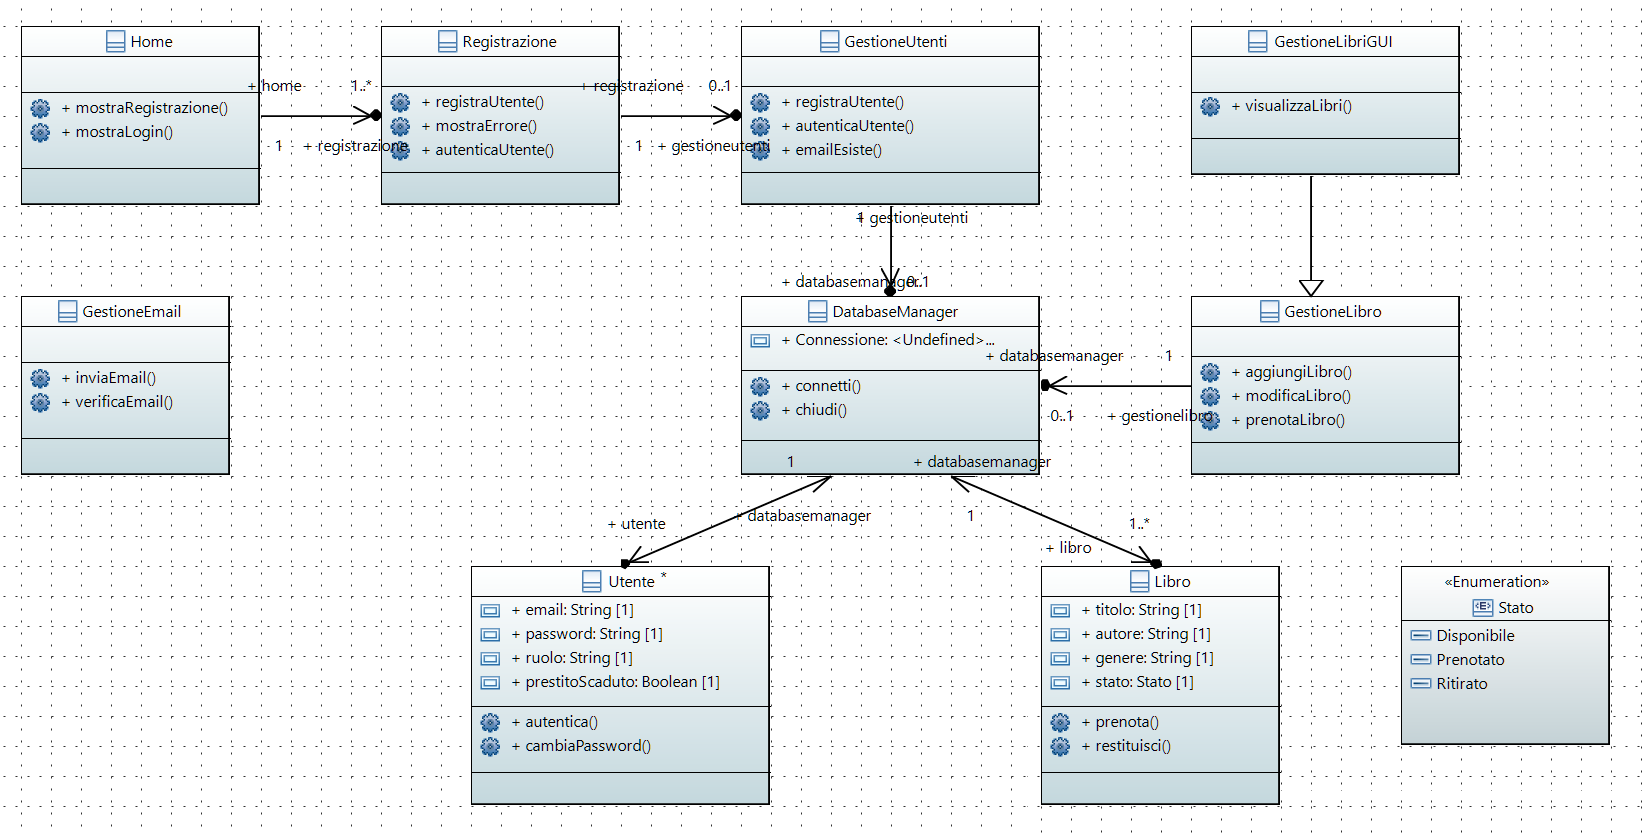 Home
+ mostraRegistrazione()
+ mostraLogin()
+ home
1..*
1
+ registrazione
Registrazione
+ registraUtente()
+ mostraErrore()
+ autenticaUtente()
+ registrazione
0..1
1
+ gestioneutenti
GestioneUtenti
+ registraUtente()
+ autenticaUtente()
+ emailEsiste()
GestioneLibriGUI
+ visualizzaLibri()
1
+ gestioneutenti
+ databasemanager
0..1
GestioneEmail
+ inviaEmail()
+ verificaEmail()
DatabaseManager
+ Connessione: <Undefined>...
+ connetti()
+ chiudi()
+ databasemanager
1
0..1
+ gestionelibro
GestioneLibro
+ aggiungiLibro()
+ modificaLibro()
+ prenotaLibro()
1
+ databasemanager
+ utente
+ databasemanager
1
1..*
+ libro
Utente
*
+ email: String [1]
+ password: String [1]
+ ruolo: String [1]
+ prestitoScaduto: Boolean [1]
+ autentica()
+ cambiaPassword()
Libro
+ titolo: String [1]
+ autore: String [1]
+ genere: String [1]
+ stato: Stato [1]
+ prenota()
+ restituisci()
«Enumeration»
<E> Stato
Disponibile
Prenotato
Ritirato